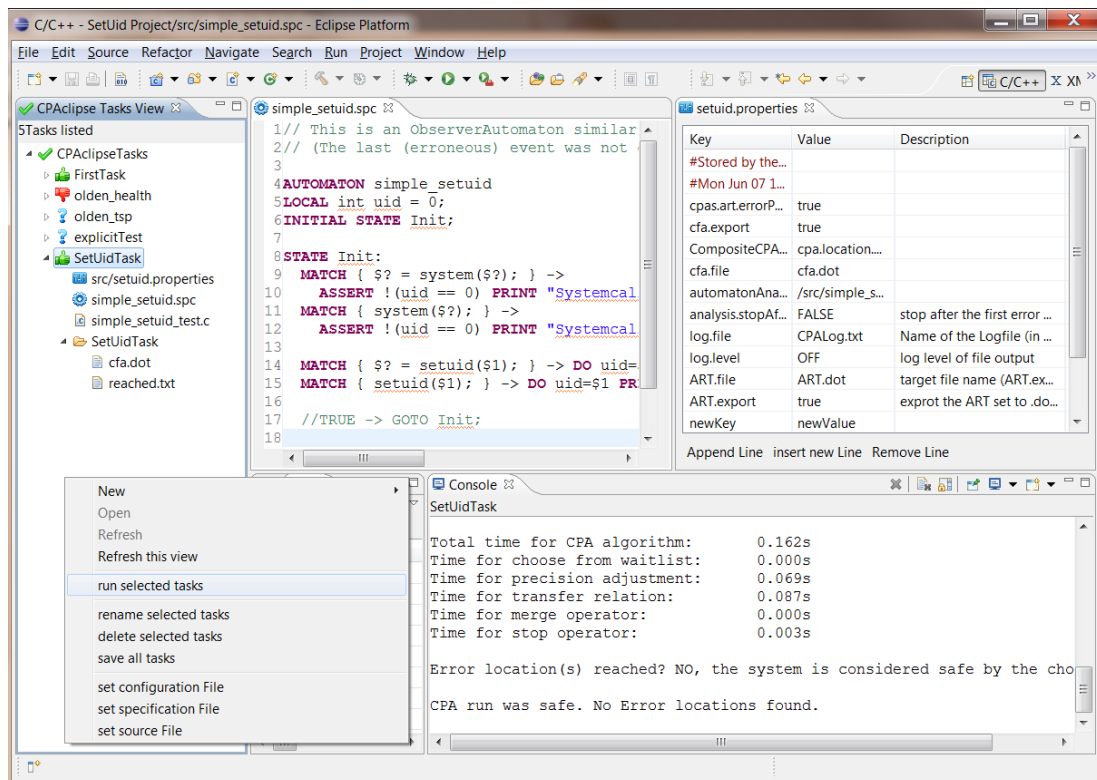 C/C++ - SetUid Project/src/simple_setuid.spc - Eclipse Platform
File Edit Source Refactor Navigate Search Run Project Window Help
C/C++
CPAclipse Tasks View
5Tasks listed
CPAclipseTasks
FirstTask
olden_health
olden_tsp
explicitTest
SetUidTask
src/setuid.properties
simple_setuid.spc
simple_setuid_test.c
SetUidTask
cfa.dot
reached.txt
simple_setuid.spc
1// This is an ObserverAutomaton similar
2// (The last (erroneous) event was not
3
4AUTOMATON simple_setuid
5LOCAL int uid = 0;
6INITIAL STATE Init;
7
8STATE Init:
9 MATCH { $? = system($?); } ->
10 ASSERT !(uid == 0) PRINT "Systemcal
11 MATCH { system($?); } ->
12 ASSERT !(uid == 0) PRINT "Systemcal
13
14 MATCH { $? = setuid($1); } -> DO uid=
15 MATCH { setuid($1); } -> DO uid=$1 PR
16
17 //TRUE -> GOTO Init;
18
setuid.properties
Key Value Description
#Stored by the...
#Mon Jun 07 1...
cpas.art.errorP... true
cfa.export true
CompositeCPA... cpa.location....
cfa.file cfa.dot
automatonAna... /src/simple_s...
analysis.stopAf... FALSE stop after the first error ...
log.file CPALog.txt Name of the Logfile (in ...
log.level OFF log level of file output
ART.file ART.dot target file name (ART.ex...
ART.export true exprot the ART set to .do...
newKey newValue
Append Line insert new Line Remove Line
New
Open
Refresh
Refresh this view
run selected tasks
rename selected tasks
delete selected tasks
save all tasks
set configuration File
set specification File
set source File
Console
SetUidTask
Total time for CPA algorithm: 0.162s
Time for choose from waitlist: 0.000s
Time for precision adjustment: 0.069s
Time for transfer relation: 0.087s
Time for merge operator: 0.000s
Time for stop operator: 0.003s
Error location(s) reached? NO, the system is considered safe by the cho
CPA run was safe. No Error locations found.